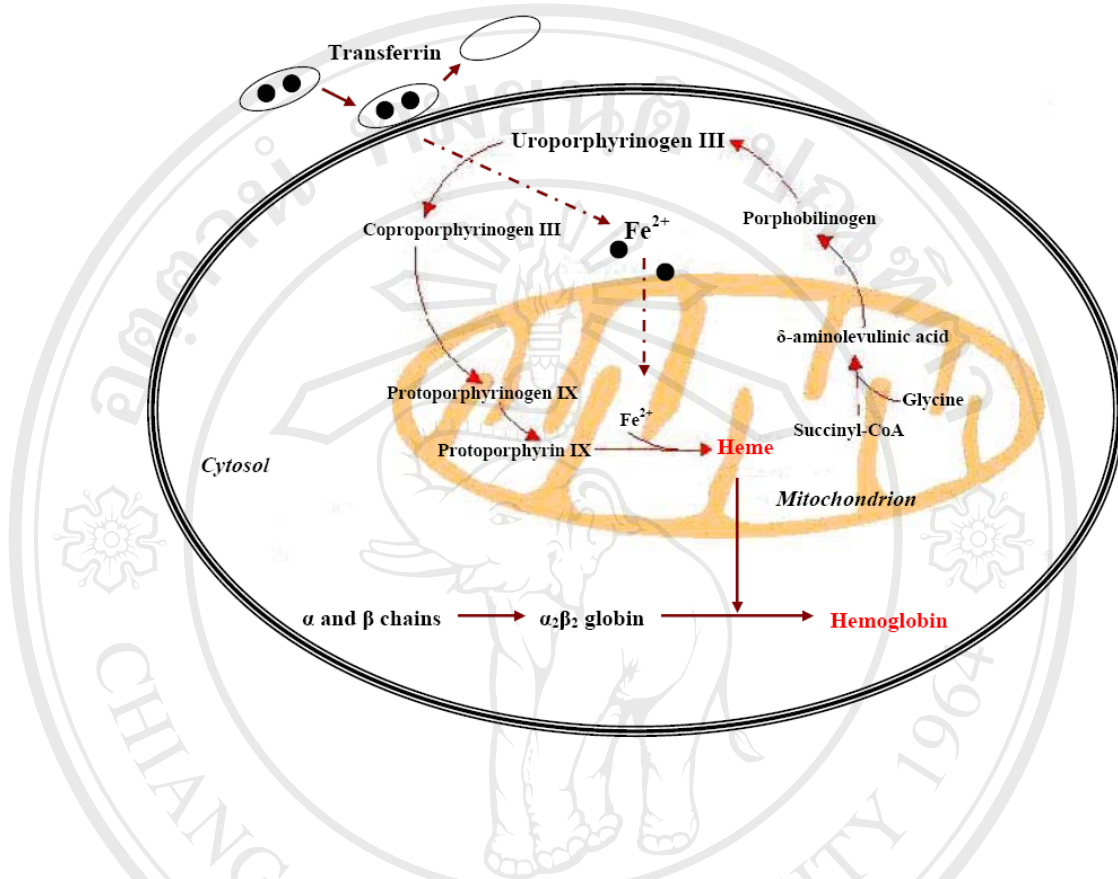 Transferrin
Uroporphyrinogen III
Coproporphyrinogen III
Fe²⁺
Porphobilinogen
δ-aminolevulinic acid
Glycine
Succinyl-CoA
Protoporphyrinogen IX
Fe²⁺
Protoporphyrin IX
Heme
Cytosol
Mitochondrion
α and β chains
α₂β₂ globin
Hemoglobin
CHIANG
ITY 1964